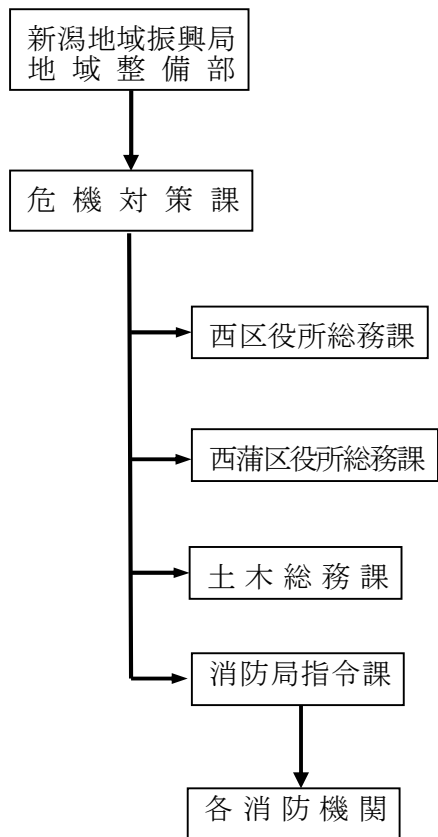 新潟地域振興局
地域整備部
危機対策課
西区役所総務課
西蒲区役所総務課
土木総務課
消防局指令課
各消防機関